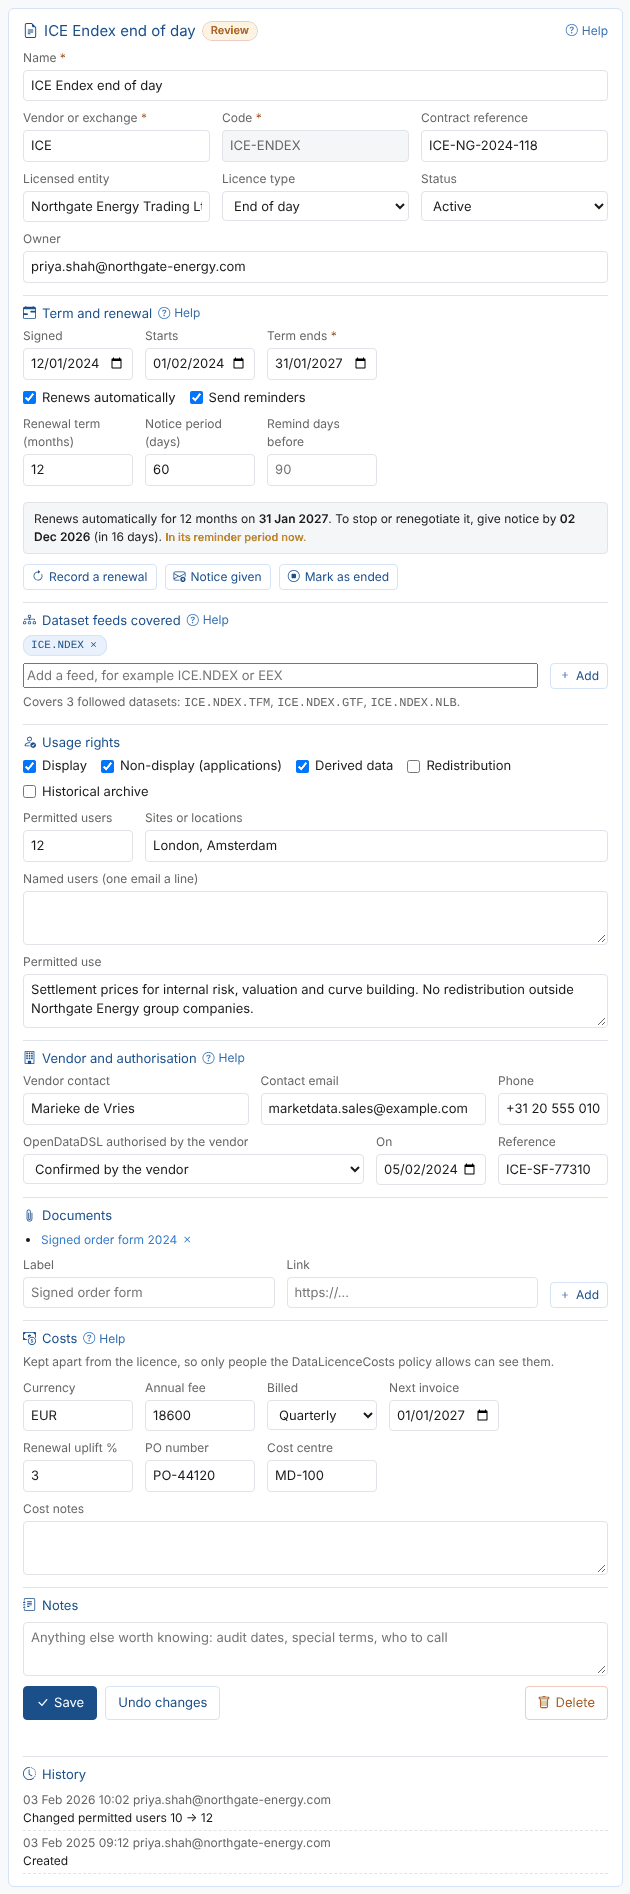 ICE Endex end of day Review Help
Name *
ICE Endex end of day
Vendor or exchange * Code * Contract reference
ICE ICE-ENDEX ICE-NG-2024-118
Licensed entity Licence type Status
Northgate Energy Trading Lt End of day Active
Owner
priya.shah@northgate-energy.com
Term and renewal Help
Signed Starts Term ends *
12/01/2024 01/02/2024 31/01/2027
Renews automatically Send reminders
Renewal term (months) Notice period (days) Remind days before
12 60 90
Renews automatically for 12 months on 31 Jan 2027. To stop or renegotiate it, give notice by 02
Dec 2026 (in 16 days). In its reminder period now.
Record a renewal Notice given Mark as ended
Dataset feeds covered Help
ICE.NDEX ×
Add a feed, for example ICE.NDEX or EEX + Add
Covers 3 followed datasets: ICE.NDEX.TFM, ICE.NDEX.GTF, ICE.NDEX.NLB.
Usage rights
Display Non-display (applications) Derived data Redistribution
Historical archive
Permitted users Sites or locations
12 London, Amsterdam
Named users (one email a line)
Permitted use
Settlement prices for internal risk, valuation and curve building. No redistribution outside
Northgate Energy group companies.
Vendor and authorisation Help
Vendor contact Contact email Phone
Marieke de Vries marketdata.sales@example.com +31 20 555 010
OpenDataDSL authorised by the vendor On Reference
Confirmed by the vendor 05/02/2024 ICE-SF-77310
Documents
• Signed order form 2024 ×
Label Link
Signed order form https://... + Add
Costs Help
Kept apart from the licence, so only people the DataLicenceCosts policy allows can see them.
Currency Annual fee Billed Next invoice
EUR 18600 Quarterly 01/01/2027
Renewal uplift % PO number Cost centre
3 PO-44120 MD-100
Cost notes
Notes
Anything else worth knowing: audit dates, special terms, who to call
Save Undo changes Delete
History
03 Feb 2026 10:02 priya.shah@northgate-energy.com
Changed permitted users 10 → 12
03 Feb 2025 09:12 priya.shah@northgate-energy.com
Created